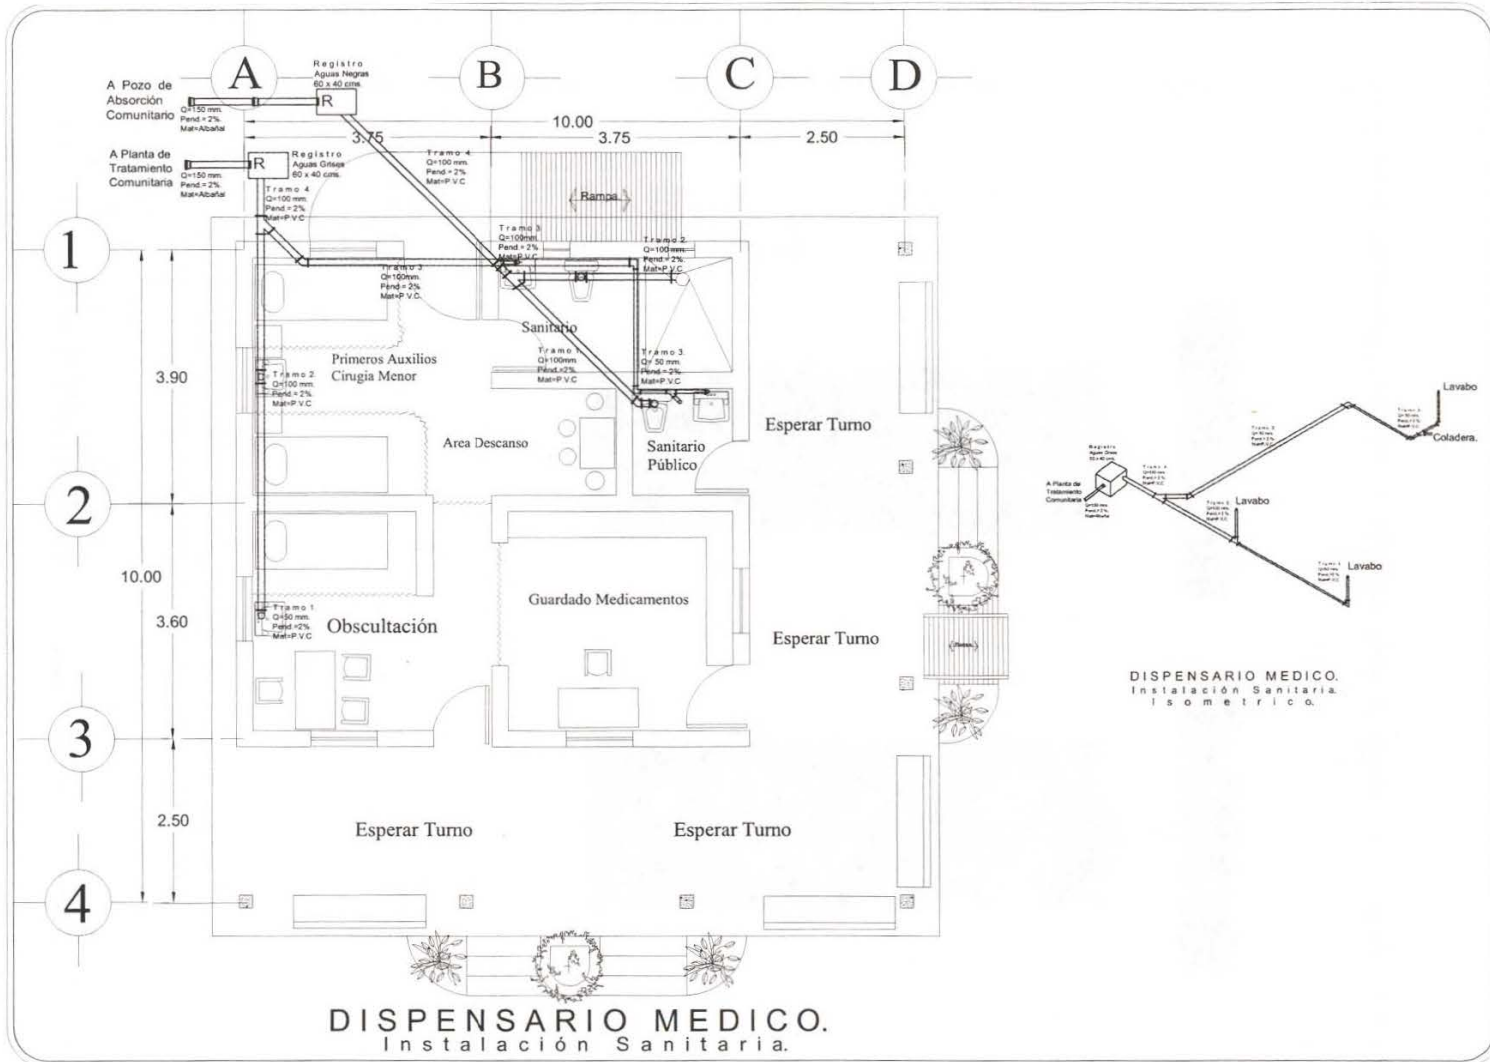 A
B
C
D
Registro
Aguas Negras
60 x 40 cms.
R
A Pozo de
Absorción
Comunitario
Q=150 mm.
Pend = 2%.
Mat=Albañal
10.00
3.75
3.75
2.50
A Planta de
Tratamiento
Comunitaria
Q=150 mm.
Pend.= 2%.
Mat=Albañal
R
Registro
Aguas Grises
60 x 40 cms.
Tramo 4.
Q=100 mm.
Pend.= 2%.
Mat=P.V.C
Tramo 4
Q=100 mm.
Pend.= 2%
Mat=P.V.C
Rampa
1
Tramo 3
Q=100mm.
Pend.= 2%.
Mat=P.V.C
Tramo 2.
Q=100 mm.
Pend.= 2%.
Mat=P.V.C
Tramo 3
Q=100mm.
Pend.= 2%.
Mat=P.V.C.
Sanitario
Tramo 1.
Q=100mm.
Pend.=2%.
Mat=P.V.C
Tramo 3.
Q= 50 mm.
Pend.= 2%.
Mat=P.V.C
3.90
Primeros Auxilios
Cirugia Menor
Tramo 2.
Q=100 mm.
Pend.= 2%.
Mat=P.V.C
Area Descanso
Sanitario
Público
Esperar Turno
2
10.00
3.60
Tramo 1
Q=50 mm.
Pend.=2%.
Mat=P.V.C
Obscultación
Guardado Medicamentos
Esperar Turno
3
2.50
Esperar Turno
Esperar Turno
4
DISPENSARIO MEDICO.
Instalación Sanitaria.
Lavabo
Coladera.
Registro
Aguas Grises
60 x 40 cms.
A Planta de
Tratamiento
Comunitaria
Lavabo
Lavabo
DISPENSARIO MEDICO.
Instalación Sanitaria.
Isometrico.